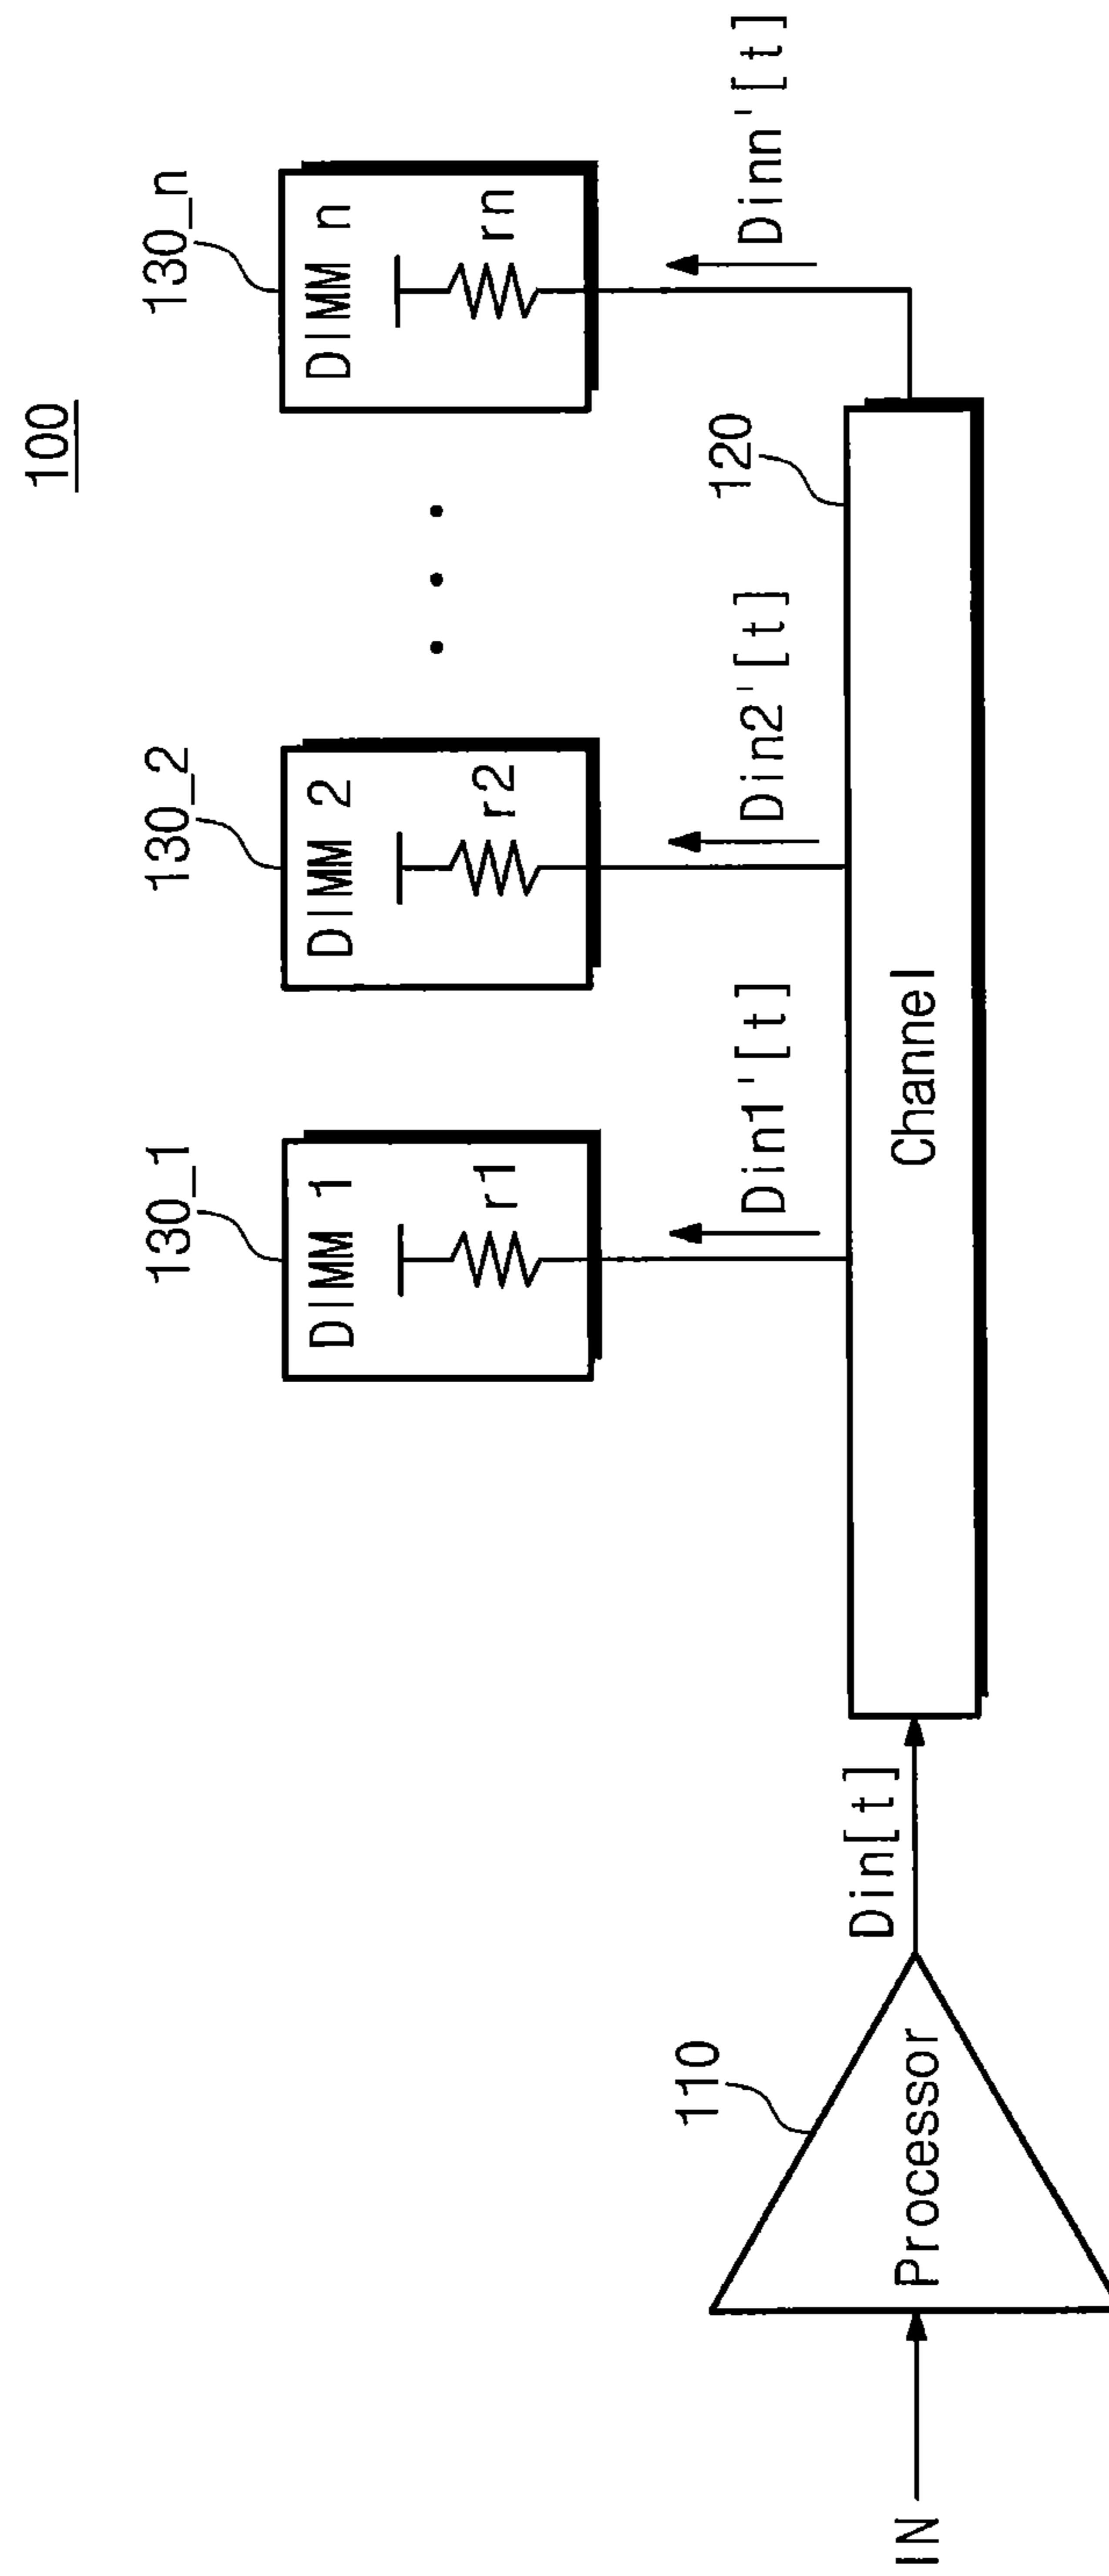 100
130_1
130_2
130_n
DIMM 1
DIMM 2
DIMM n
r1
r2
rn
. . .
Din1'[t]
Din2'[t]
Dinn'[t]
110
120
Din[t]
IN
Processor
Channel